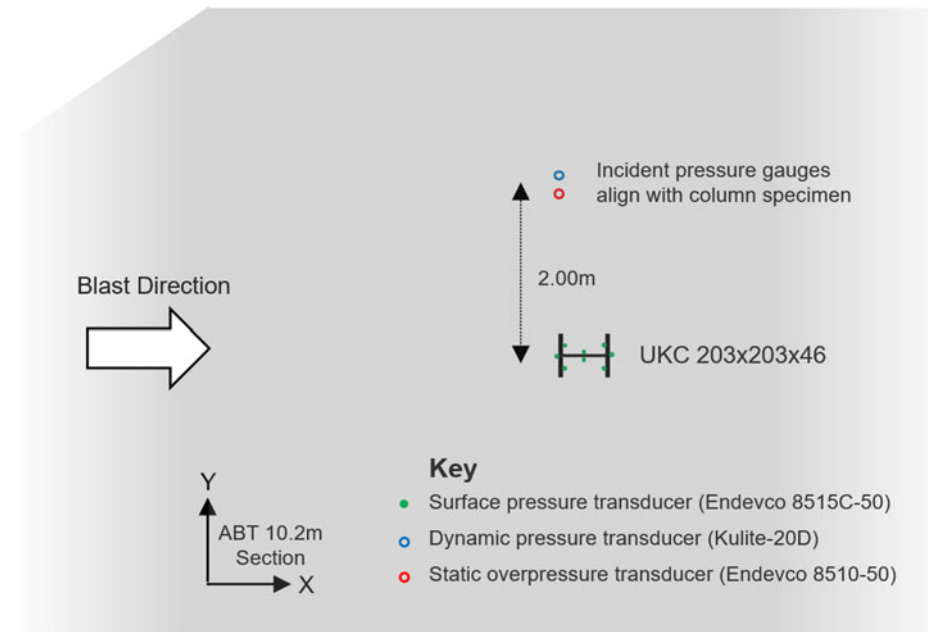 Incident pressure gauges
align with column specimen
2.00m
Blast Direction
UKC 203x203x46
Key
Surface pressure transducer (Endevco 8515C-50)
Dynamic pressure transducer (Kulite-20D)
Static overpressure transducer (Endevco 8510-50)
Y
ABT 10.2m
Section
X